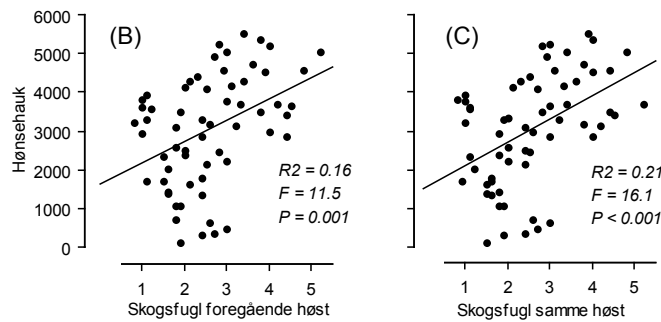 (B)
(C)
6000
5000
4000
3000
2000
1000
0
Hønsehauk
R2 = 0.16
F = 11.5
P = 0.001
R2 = 0.21
F = 16.1
P < 0.001
1 2 3 4 5
1 2 3 4 5
Skogsfugl foregående høst
Skogsfugl samme høst